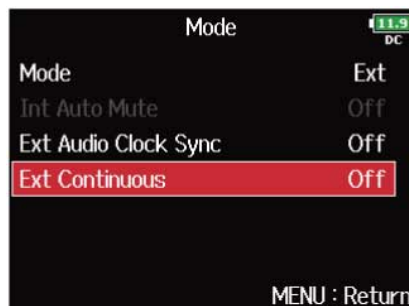 Mode
11.9
DC
Mode Ext
Int Auto Mute Off
Ext Audio Clock Sync Off
Ext Continuous Off
MENU : Return